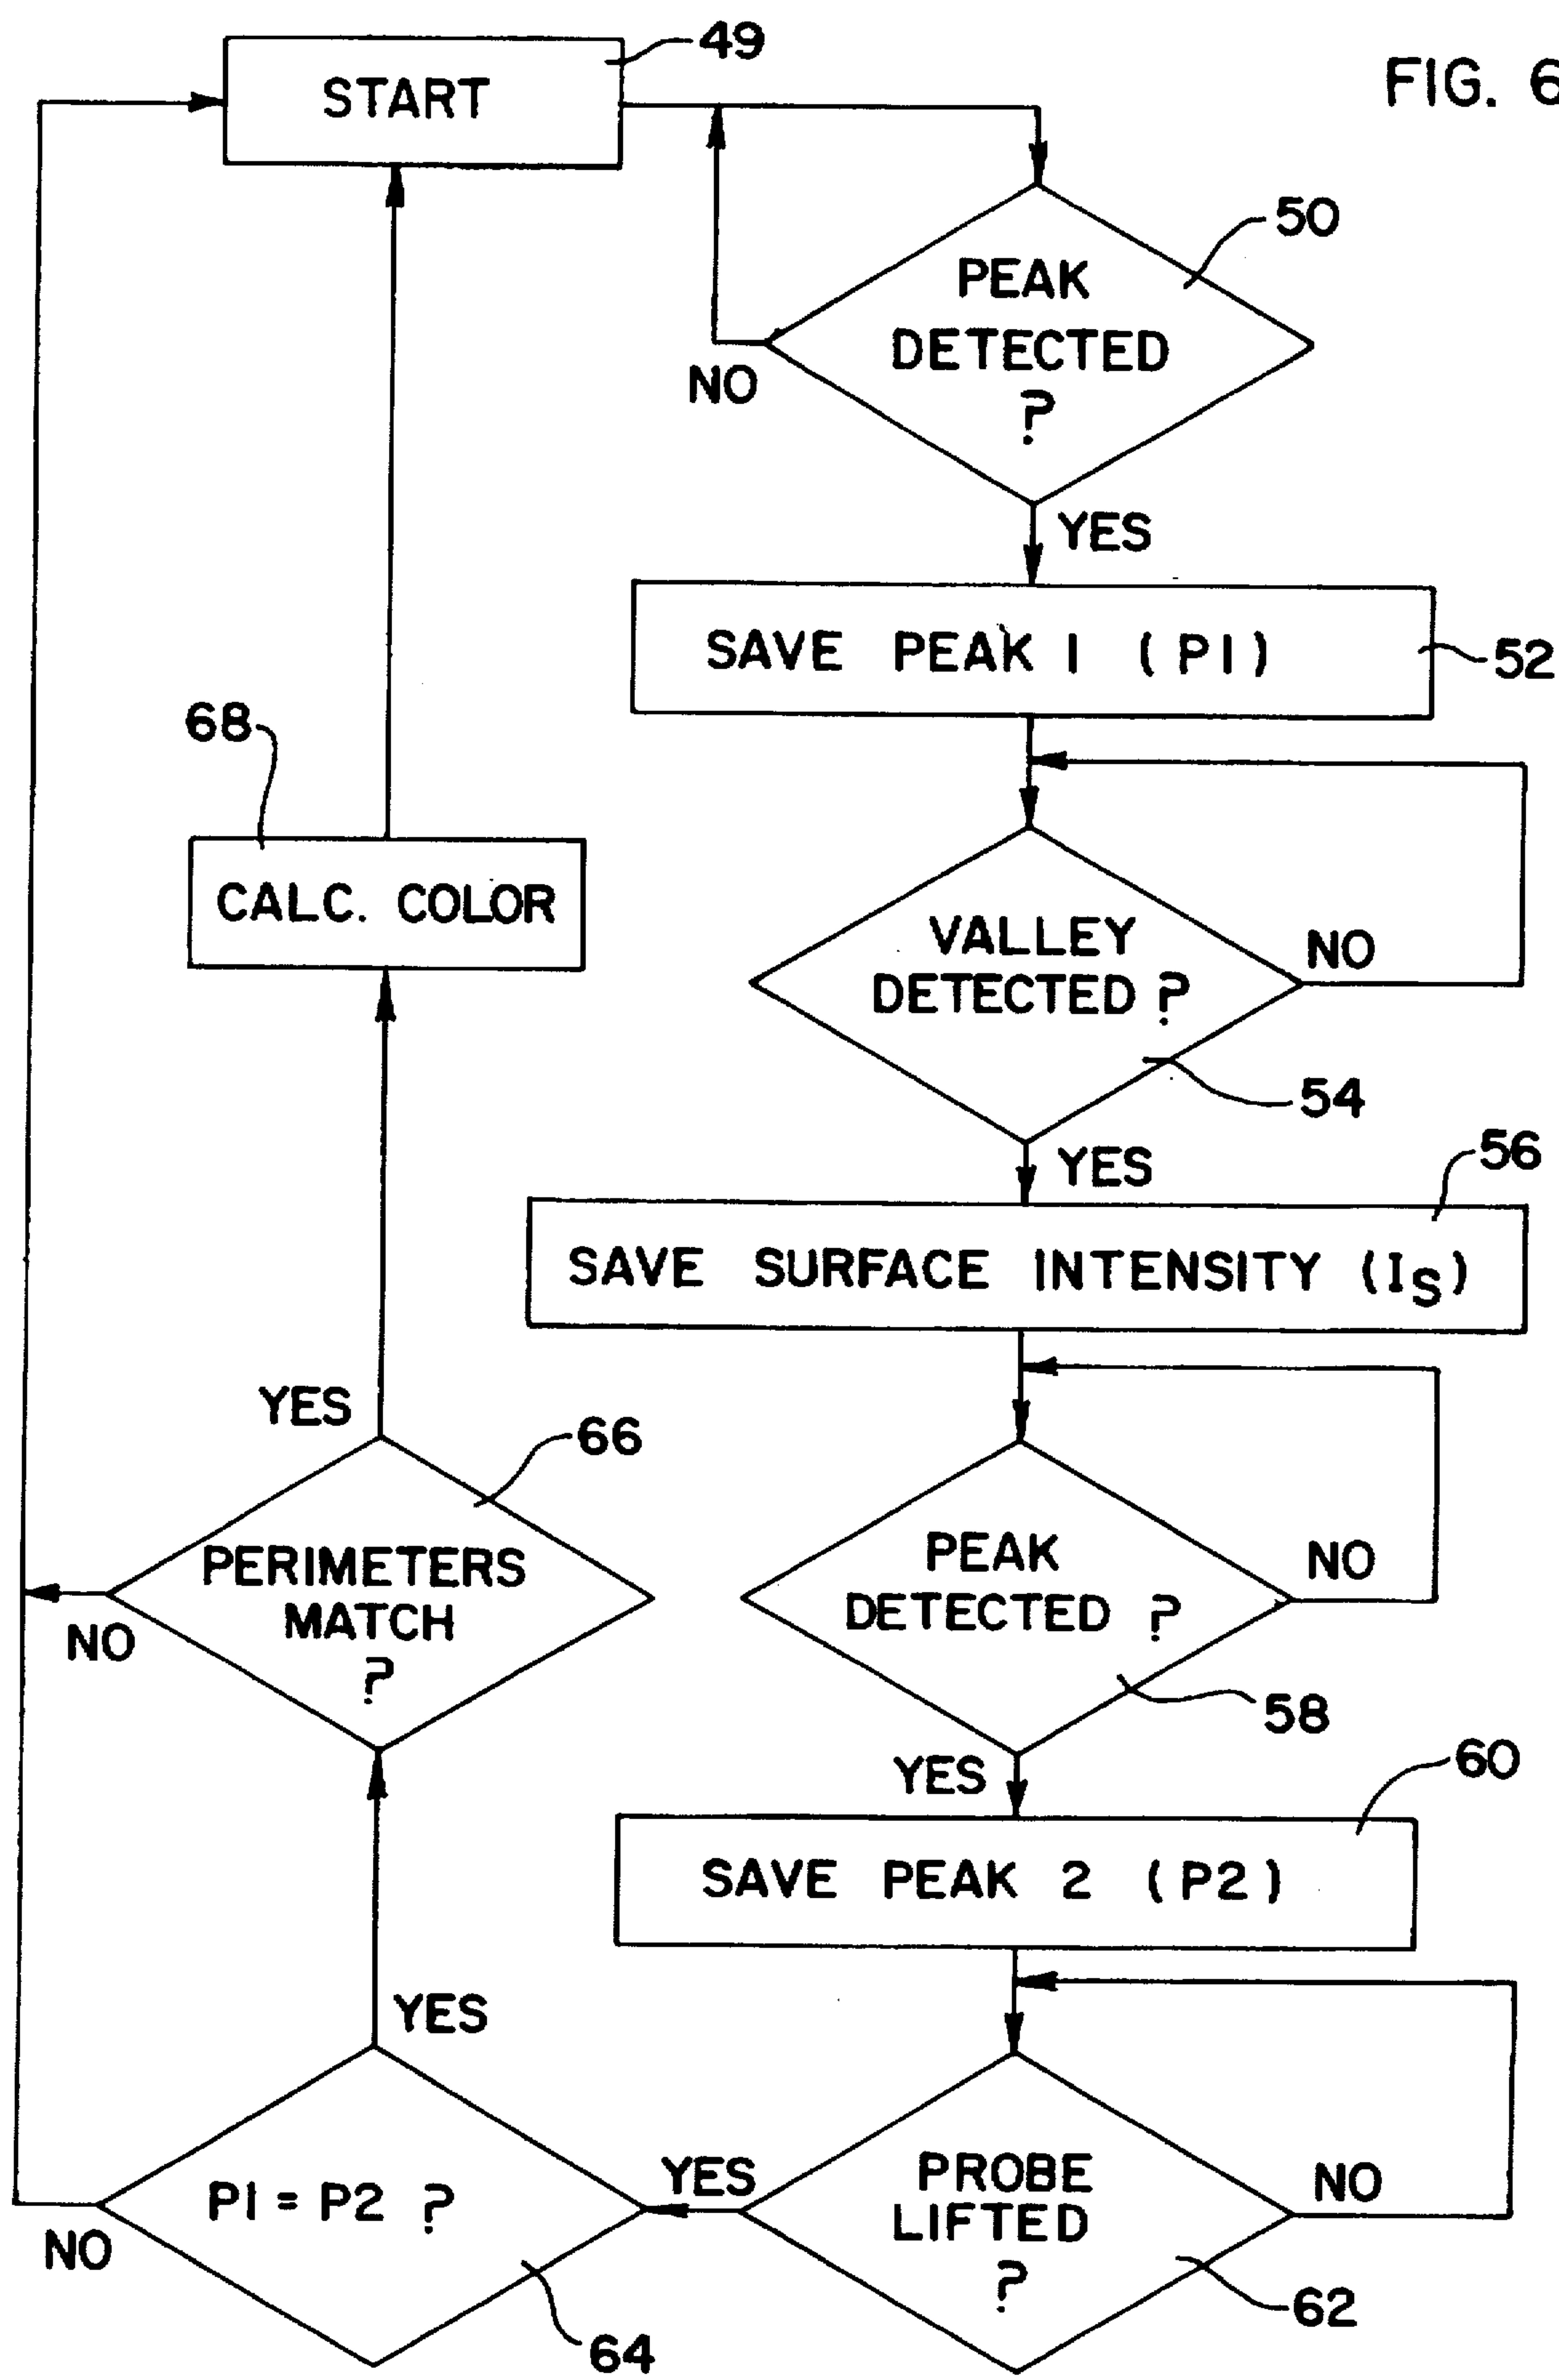 FIG. 6
49
START
50
PEAK
DETECTED
?
NO
YES
SAVE PEAK 1 (P1)
52
VALLEY
DETECTED ?
NO
54
YES
56
SAVE SURFACE INTENSITY (IS)
PEAK
DETECTED ?
NO
58
YES
60
SAVE PEAK 2 (P2)
PROBE
LIFTED
?
NO
62
YES
P1 = P2 ?
NO
64
YES
66
PERIMETERS
MATCH
?
NO
YES
68
CALC. COLOR